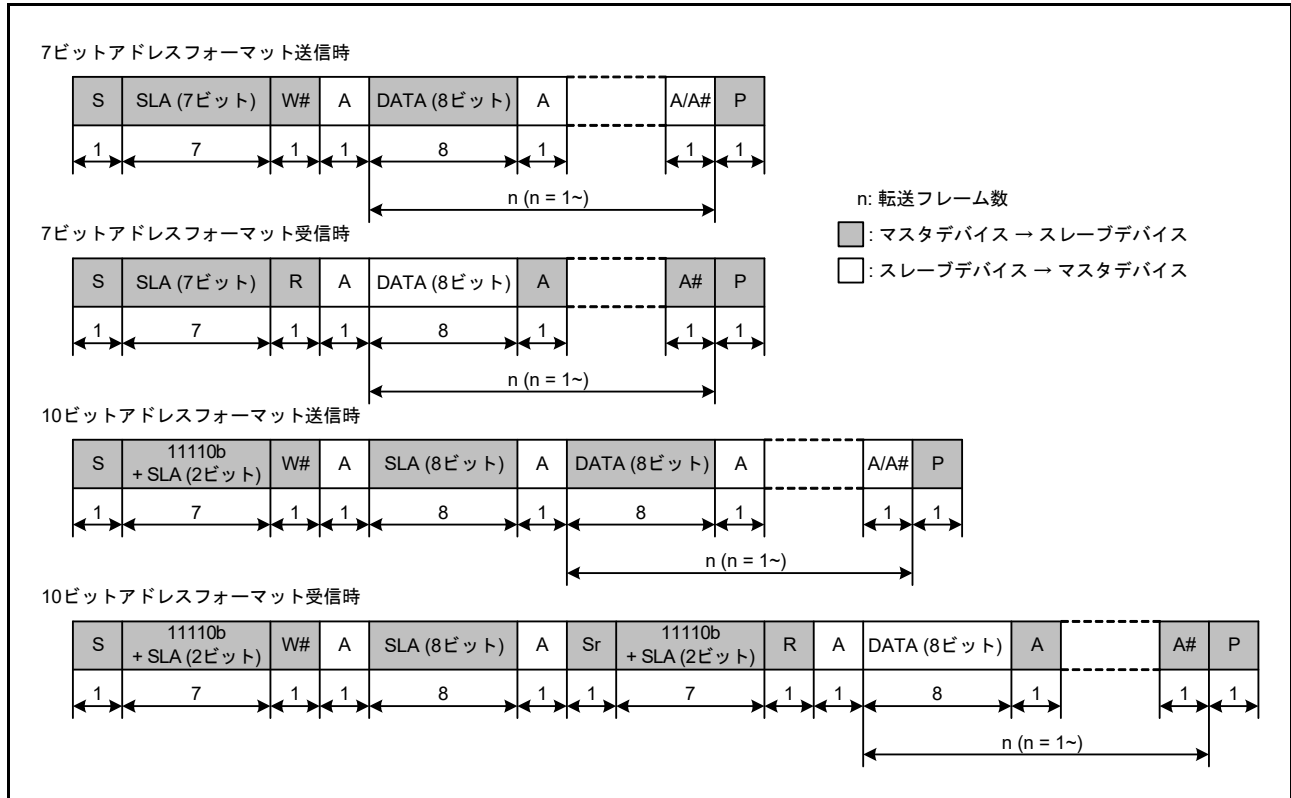 7ビットアドレスフォーマット送信時
S SLA (7ビット) W# A DATA (8ビット) A A/A# P
1 7 1 1 8 1 1 1
n (n = 1~)
n: 転送フレーム数
: マスタデバイス → スレーブデバイス
: スレーブデバイス → マスタデバイス
7ビットアドレスフォーマット受信時
S SLA (7ビット) R A DATA (8ビット) A A# P
1 7 1 1 8 1 1 1
n (n = 1~)
10ビットアドレスフォーマット送信時
S 11110b + SLA (2ビット) W# A SLA (8ビット) A DATA (8ビット) A A/A# P
1 7 1 1 8 1 8 1 1 1
n (n = 1~)
10ビットアドレスフォーマット受信時
S 11110b + SLA (2ビット) W# A SLA (8ビット) A Sr 11110b + SLA (2ビット) R A DATA (8ビット) A A# P
1 7 1 1 8 1 1 7 1 1 8 1 1 1
n (n = 1~)